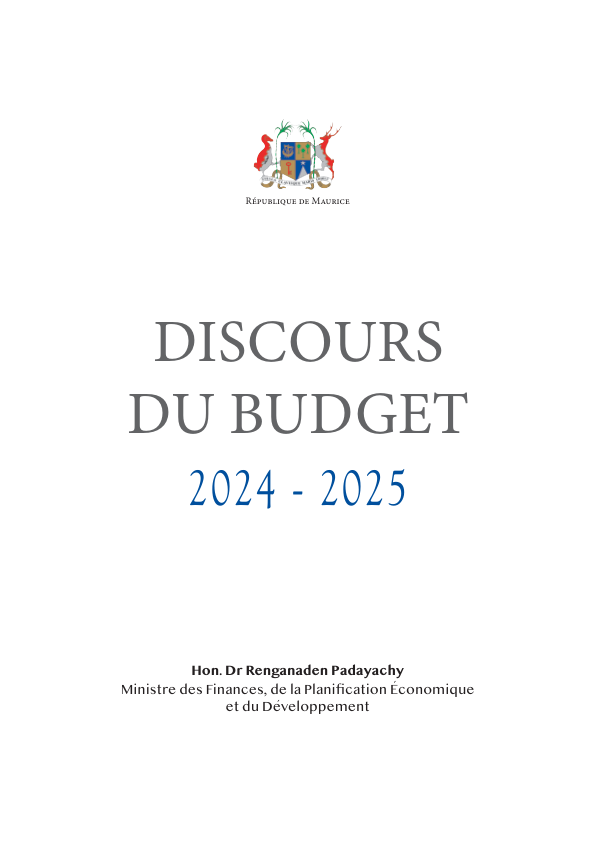 République de Maurice
DISCOURS
DU BUDGET
2024 - 2025
Hon. Dr Renganaden Padayachy
Ministre des Finances, de la Planification Économique
et du Développement